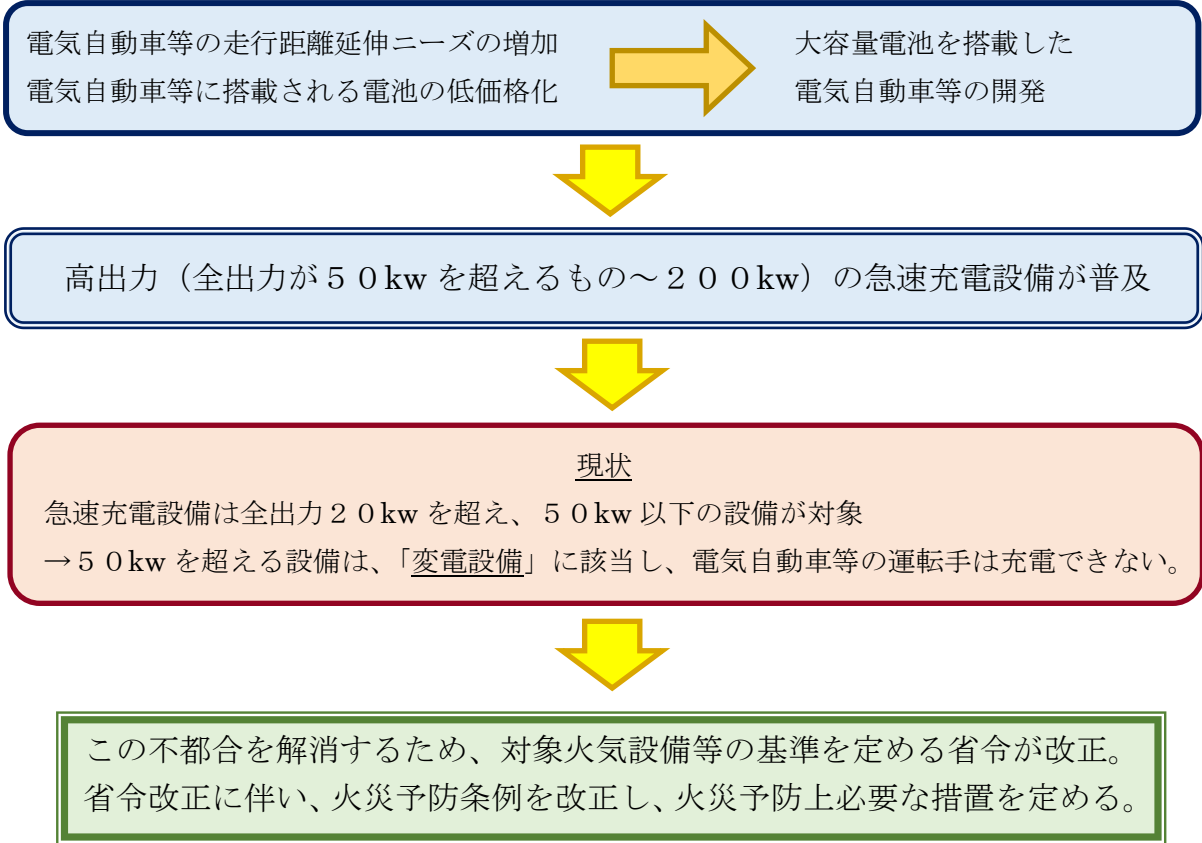 電気自動車等の走行距離延伸ニーズの増加
電気自動車等に搭載される電池の低価格化
大容量電池を搭載した
電気自動車等の開発
高出力（全出力が５０kw を超えるもの～２００kw）の急速充電設備が普及
現状
急速充電設備は全出力２０kw を超え、５０kw 以下の設備が対象
→５０kw を超える設備は、「変電設備」に該当し、電気自動車等の運転手は充電できない。
この不都合を解消するため、対象火気設備等の基準を定める省令が改正。
省令改正に伴い、火災予防条例を改正し、火災予防上必要な措置を定める。